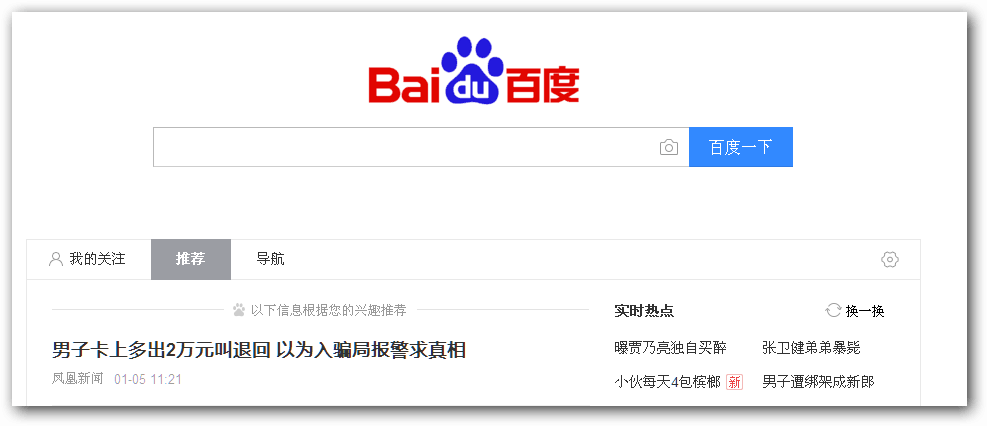 Bai du 百度
百度一下
我的关注 推荐 导航
以下信息根据您的兴趣推荐
男子卡上多出2万元叫退回 以为入骗局报警求真相
凤凰新闻 01-05 11:21
实时热点 换一换
曝贾乃亮独自买醉 张卫健弟弟暴毙
小伙每天4包槟榔 新 男子遭绑架成新郎